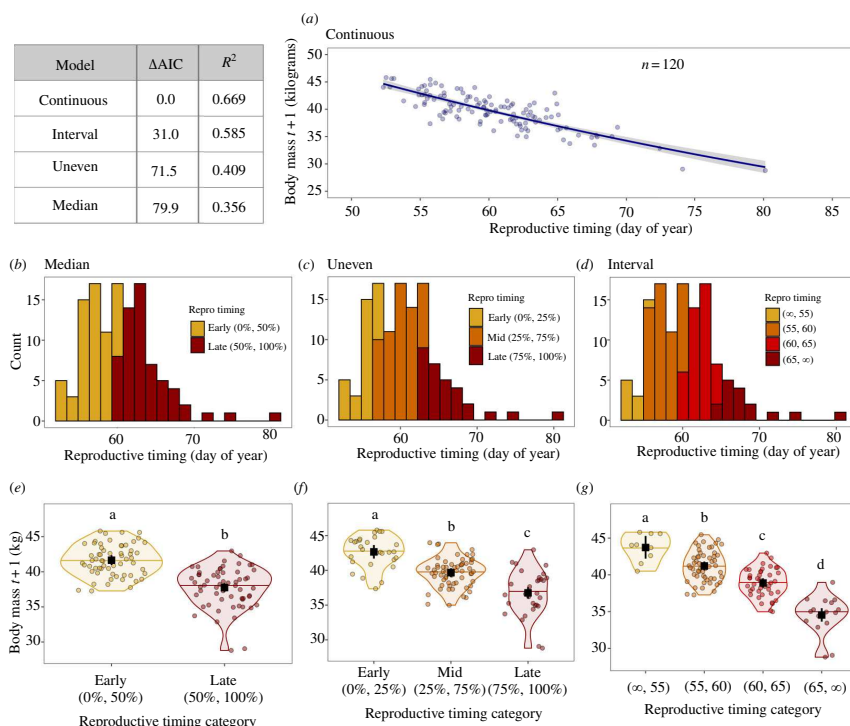 Model ΔAIC R²
Continuous 0.0 0.669
Interval 31.0 0.585
Uneven 71.5 0.409
Median 79.9 0.356
(a) Continuous
n = 120
50
45
40
35
30
25
Body mass t + 1 (kilograms)
50 55 60 65 70 75 80 85
Reproductive timing (day of year)
(b) Median
15
10
5
0
Count
Repro timing
Early (0%, 50%)
Late (50%, 100%)
60 70 80
Reproductive timing (day of year)
(c) Uneven
15
10
5
0
Repro timing
Early (0%, 25%)
Mid (25%, 75%)
Late (75%, 100%)
60 70 80
Reproductive timing (day of year)
(d) Interval
15
10
5
0
Repro timing
(∞, 55)
(55, 60)
(60, 65)
(65, ∞)
60 70 80
Reproductive timing (day of year)
(e)
a b
45
40
35
30
Body mass t + 1 (kg)
Early Late
(0%, 50%) (50%, 100%)
Reproductive timing category
(f)
a b c
45
40
35
30
Early Mid Late
(0%, 25%) (25%, 75%) (75%, 100%)
Reproductive timing category
(g)
a b c d
45
40
35
30
(∞, 55) (55, 60) (60, 65) (65, ∞)
Reproductive timing category